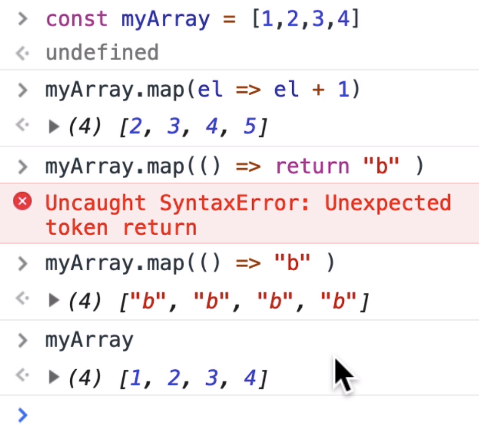 > const myArray = [1,2,3,4]
undefined
> myArray.map(el => el + 1)
(4) [2, 3, 4, 5]
> myArray.map(() => return "b" )
Uncaught SyntaxError: Unexpected
token return
> myArray.map(() => "b" )
(4) ["b", "b", "b", "b"]
> myArray
(4) [1, 2, 3, 4]
>